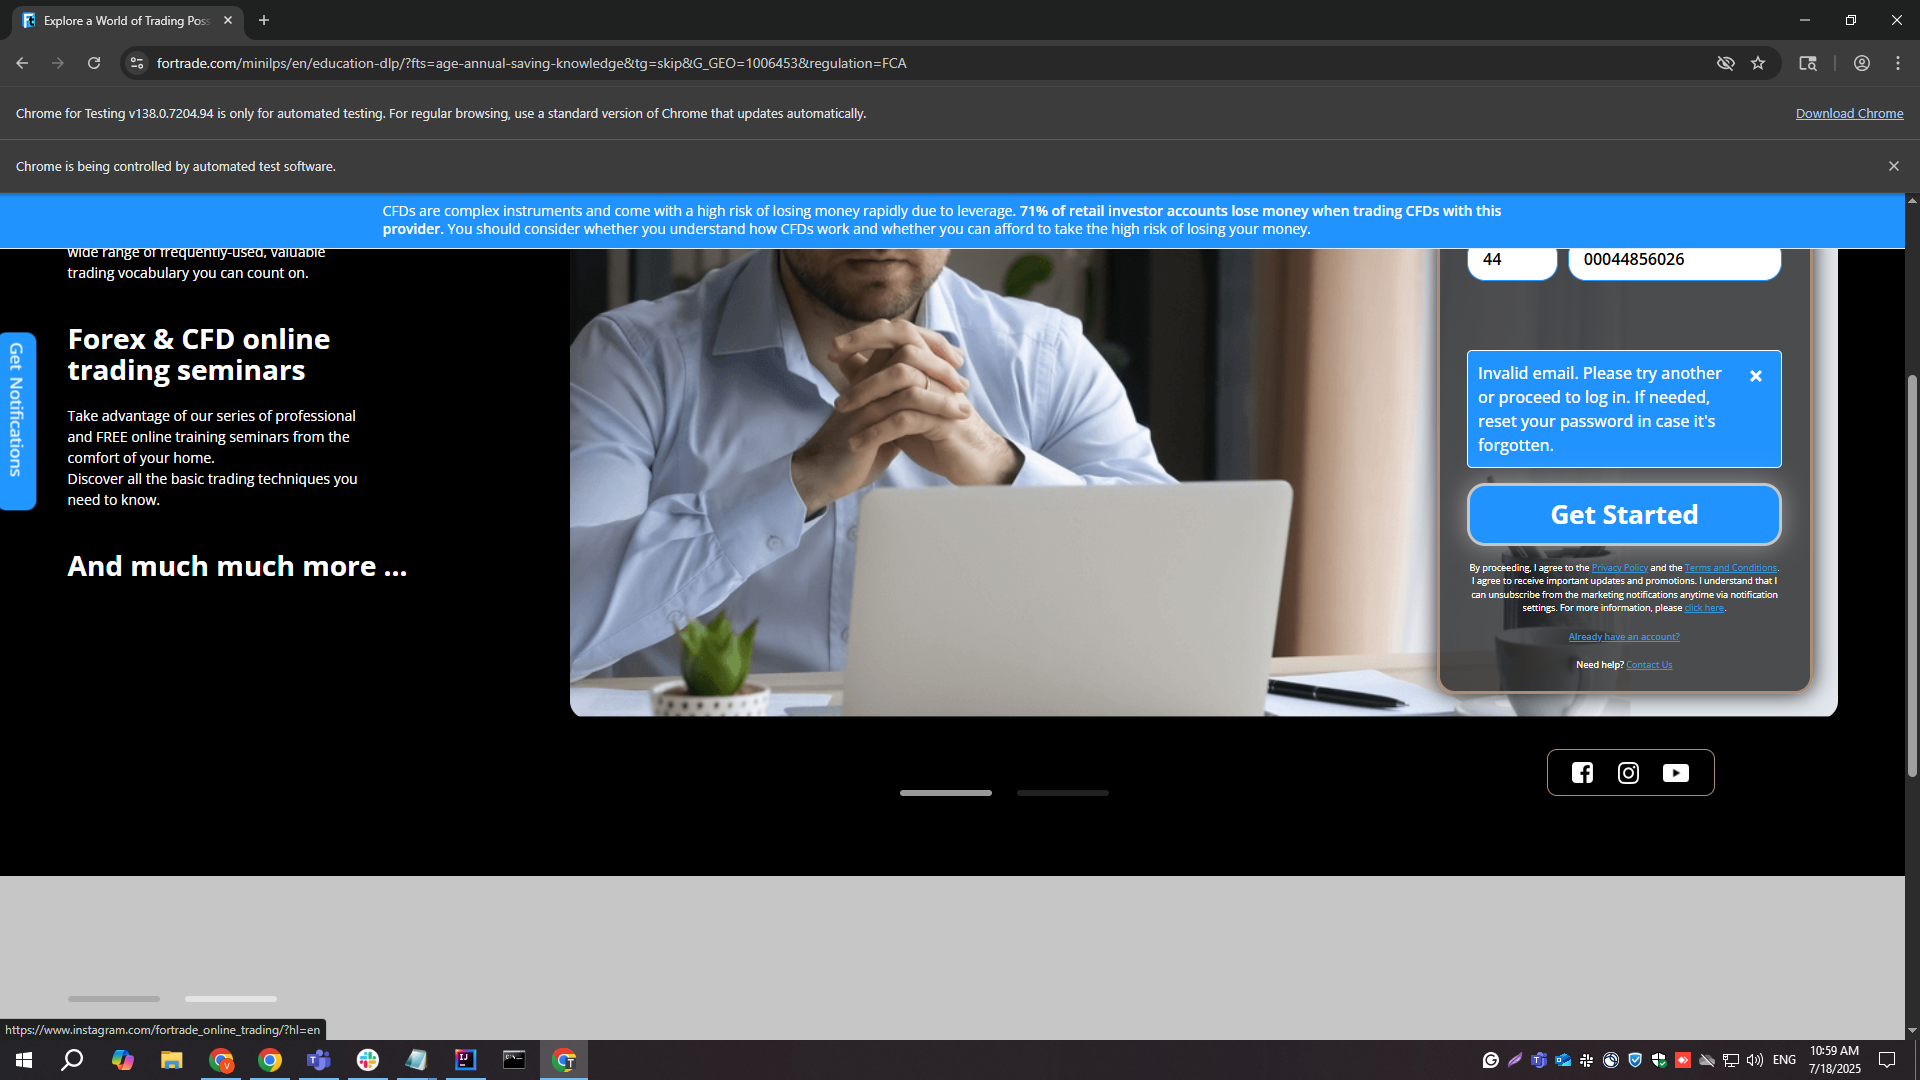 Explore a World of Trading Poss
fortrade.com/minilps/en/education-dlp/?fts=age-annual-saving-knowledge&tg=skip&G_GEO=1006453&regulation=FCA
Chrome for Testing v138.0.7204.94 is only for automated testing. For regular browsing, use a standard version of Chrome that updates automatically.
Download Chrome
Chrome is being controlled by automated test software.
CFDs are complex instruments and come with a high risk of losing money rapidly due to leverage. 71% of retail investor accounts lose money when trading CFDs with this
provider. You should consider whether you understand how CFDs work and whether you can afford to take the high risk of losing your money.
wide range of frequently-used, valuable
trading vocabulary you can count on.
Forex & CFD online
trading seminars
Take advantage of our series of professional
and FREE online training seminars from the
comfort of your home.
Discover all the basic trading techniques you
need to know.
And much much more ...
Get Notifications
44
00044856026
Invalid email. Please try another
or proceed to log in. If needed,
reset your password in case it's
forgotten.
Get Started
By proceeding, I agree to the Privacy Policy and the Terms and Conditions.
I agree to receive important updates and promotions. I understand that I
can unsubscribe from the marketing notifications anytime via notification
settings. For more information, please click here.
Already have an account?
Need help? Contact Us
https://www.instagram.com/fortrade_online_trading/?hl=en
ENG
10:59 AM
7/18/2025